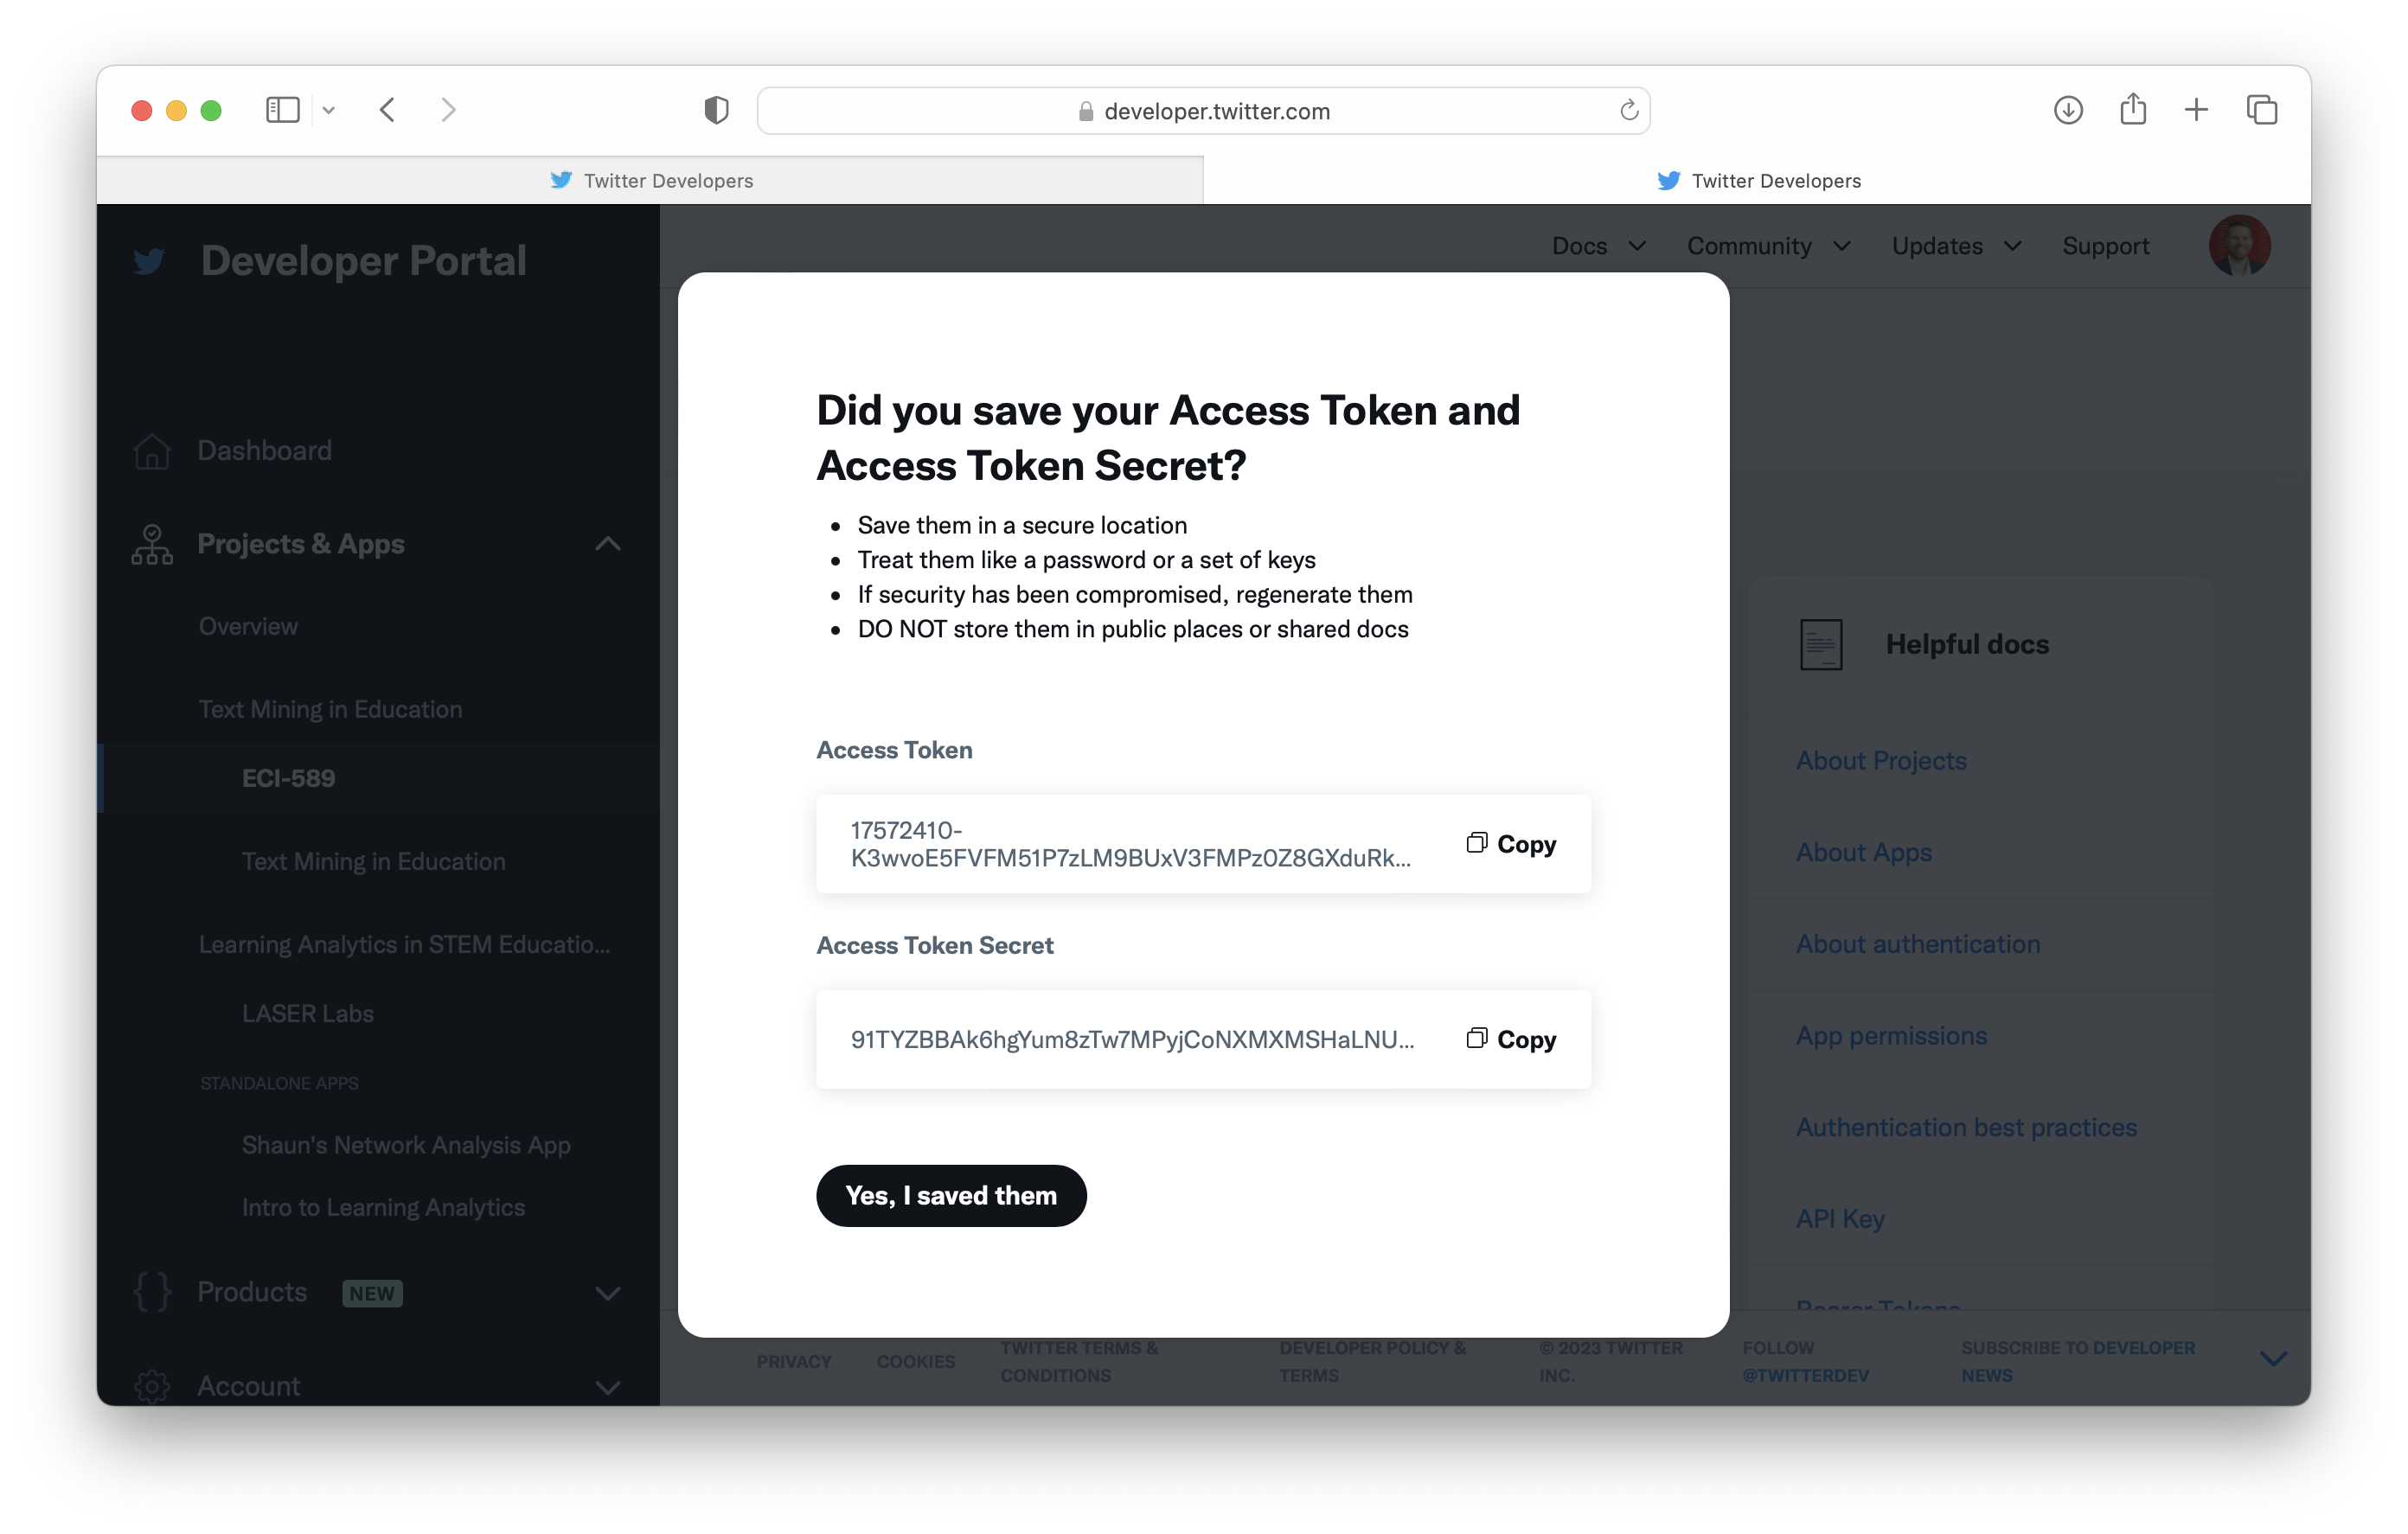 developer.twitter.com
Twitter Developers
Twitter Developers
Developer Portal
Docs
Community
Updates
Support
Dashboard
Projects & Apps
Overview
Text Mining in Education
ECI-589
Text Mining in Education
Learning Analytics in STEM Educatio...
LASER Labs
STANDALONE APPS
Shaun's Network Analysis App
Intro to Learning Analytics
Products NEW
Account
Did you save your Access Token and
Access Token Secret?
Save them in a secure location
Treat them like a password or a set of keys
If security has been compromised, regenerate them
DO NOT store them in public places or shared docs
Access Token
17572410-
K3wvoE5FVFM51P7zLM9BUxV3FMPz0Z8GXduRk...
Copy
Access Token Secret
91TYZBBAk6hgYum8zTw7MPyjCoNXMXMSHaLNU...
Copy
Yes, I saved them
Helpful docs
About Projects
About Apps
About authentication
App permissions
Authentication best practices
API Key
Bearer Tokens
PRIVACY
COOKIES
TWITTER TERMS &
CONDITIONS
DEVELOPER POLICY &
TERMS
© 2023 TWITTER
INC.
FOLLOW
@TWITTERDEV
SUBSCRIBE TO DEVELOPER
NEWS